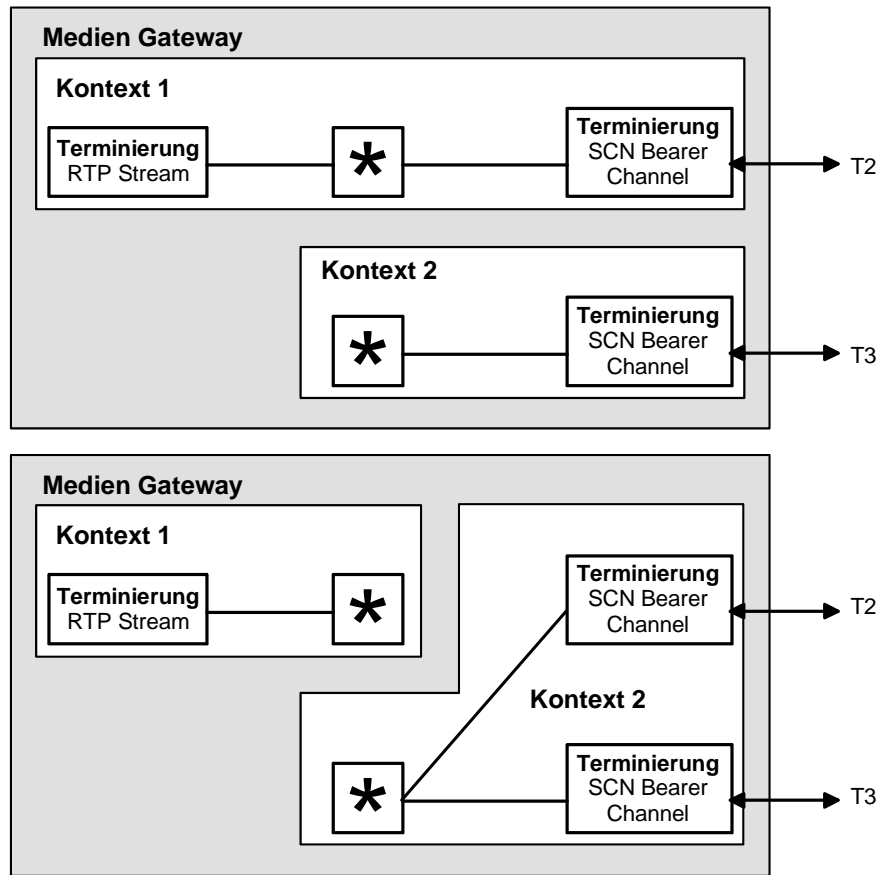 Medien Gateway
Kontext 1
Terminierung
RTP Stream
*
Terminierung
SCN Bearer
Channel
T2
Kontext 2
*
Terminierung
SCN Bearer
Channel
T3
Medien Gateway
Kontext 1
Terminierung
RTP Stream
*
Terminierung
SCN Bearer
Channel
T2
Kontext 2
*
Terminierung
SCN Bearer
Channel
T3